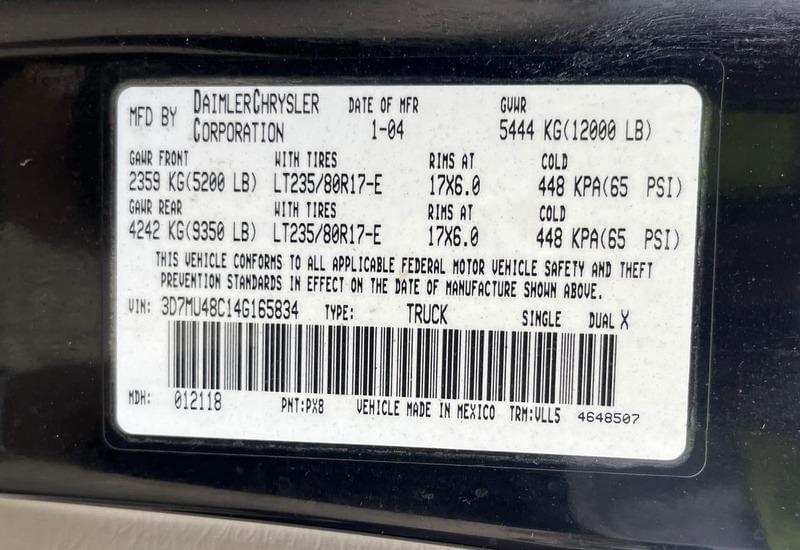 MFD BY DAIMLERCHRYSLER CORPORATION DATE OF MFR 1-04 GVWR 5444 KG(12000 LB)
GAWR FRONT WITH TIRES RIMS AT COLD
2359 KG(5200 LB) LT235/80R17-E 17X6.0 448 KPA(65 PSI)
GAWR REAR WITH TIRES RIMS AT COLD
4242 KG(9350 LB) LT235/80R17-E 17X6.0 448 KPA(65 PSI)
THIS VEHICLE CONFORMS TO ALL APPLICABLE FEDERAL MOTOR VEHICLE SAFETY AND THEFT
PREVENTION STANDARDS IN EFFECT ON THE DATE OF MANUFACTURE SHOWN ABOVE.
VIN: 3D7MU48C14G165834 TYPE: TRUCK SINGLE DUAL X
MDH: 012118 PNT:PX8 VEHICLE MADE IN MEXICO TRM:VLL5 4648507